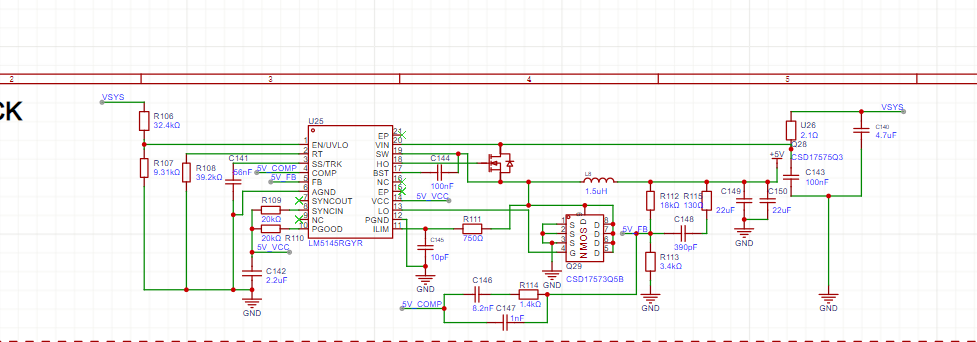 2
3
4
5
CK
VSYS
R106
32.4kΩ
R107
9.31kΩ
R108
39.2kΩ
C141
56nF
5V_COMP
5V_FB
R109
20kΩ
20kΩ
R110
5V_VCC
C142
2.2uF
GND
U25
1 EN/UVLO
2 RT
3 SS/TRK
4 COMP
5 FB
6 AGND
7 SYNCOUT
8 SYNCIN
9 NC
10 PGOOD
EP 21
VIN 20
SW 19
HO 18
BST 17
NC 16
EP 15
VCC 14
LO 13
PGND 12
ILIM 11
LM5145RGYR
C144
100nF
5V_VCC
C145
10pF
GND
R111
750Ω
1.5uH
1 S D 8
2 S D 7
3 S D 6
4 G D 5
NMOS
Q29
CSD17573Q5B
GND
5V_COMP
C146
8.2nF
R114
1.4kΩ
C147
1nF
5V_FB
R112
18kΩ
R115
130Ω
C148
390pF
R113
3.4kΩ
GND
C149
22uF
C150
22uF
GND
+5V
U26
2.1Ω
Q28
CSD17575Q3
C143
100nF
C140
4.7uF
VSYS
GND